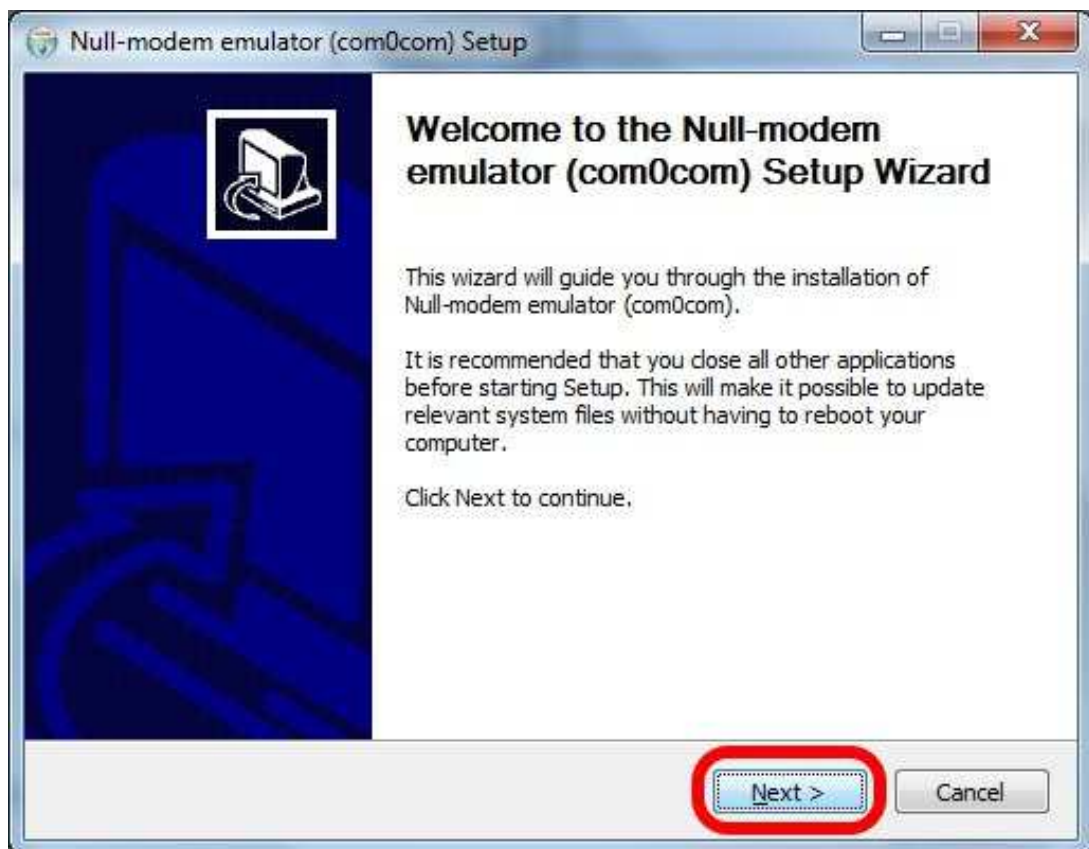 Null-modem emulator (com0com) Setup
Welcome to the Null-modem
emulator (com0com) Setup Wizard
This wizard will guide you through the installation of
Null-modem emulator (com0com).
It is recommended that you close all other applications
before starting Setup. This will make it possible to update
relevant system files without having to reboot your
computer.
Click Next to continue.
Next >
Cancel